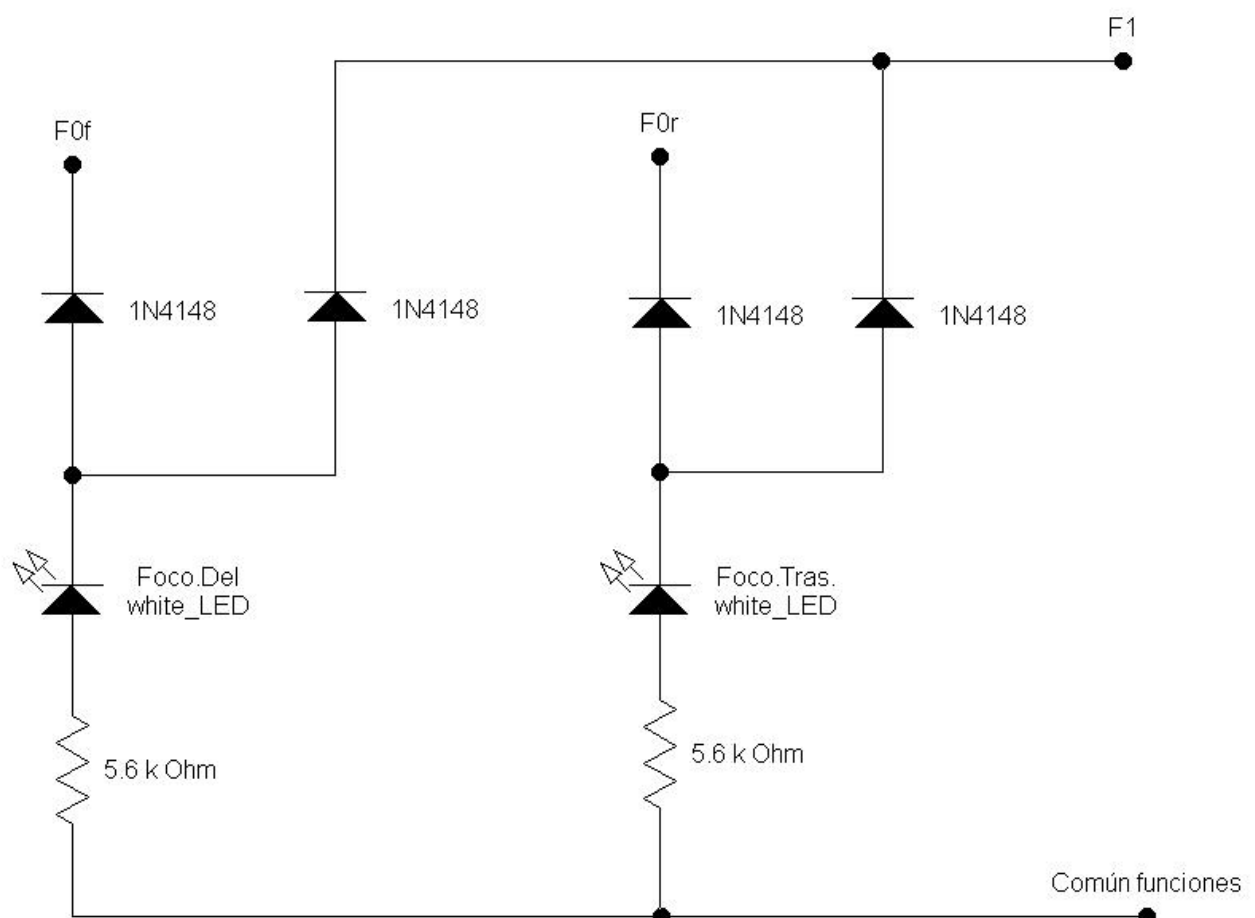 F1
F0f
F0r
1N4148
1N4148
1N4148
1N4148
Foco.Del
white_LED
Foco.Tras.
white_LED
5.6 k Ohm
5.6 k Ohm
Común funciones